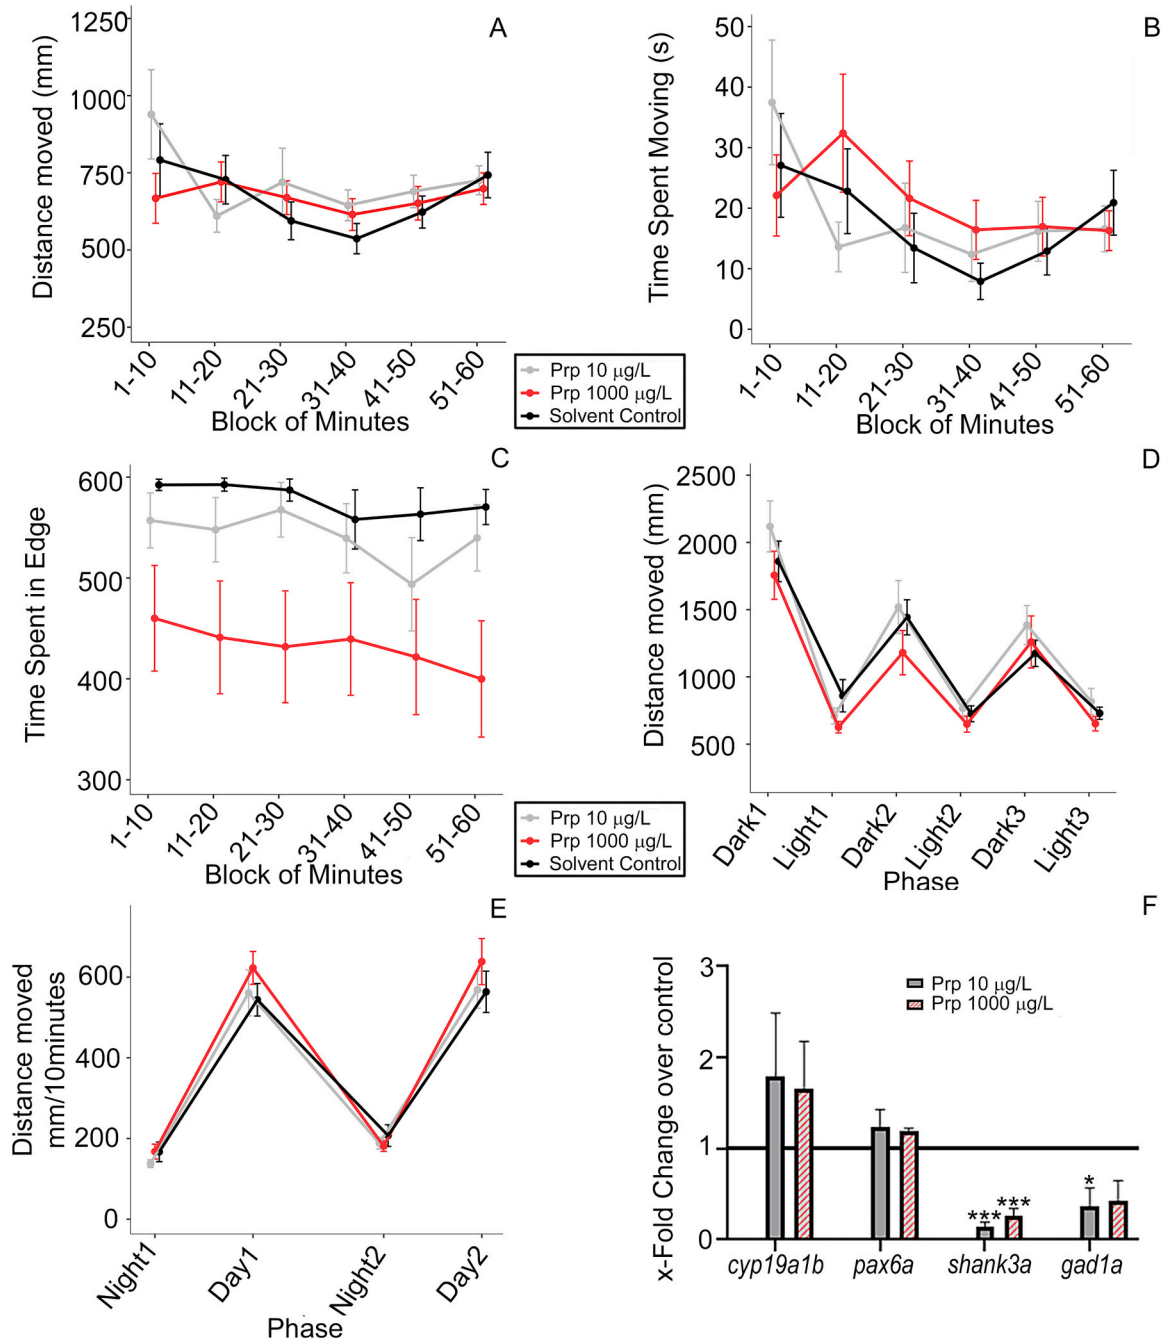 A
Distance moved (mm)
1250
1000
750
500
250
1-10
11-20
21-30
31-40
41-50
51-60
Block of Minutes
B
Time Spent Moving (s)
50
40
30
20
10
0
1-10
11-20
21-30
31-40
41-50
51-60
Block of Minutes
Prp 10 µg/L
Prp 1000 µg/L
Solvent Control
C
Time Spent in Edge
600
500
400
300
1-10
11-20
21-30
31-40
41-50
51-60
Block of Minutes
D
Distance moved (mm)
2500
2000
1500
1000
500
Dark1
Light1
Dark2
Light2
Dark3
Light3
Phase
Prp 10 µg/L
Prp 1000 µg/L
Solvent Control
E
Distance moved
mm/10minutes
600
400
200
0
Night1
Day1
Night2
Day2
Phase
F
x-Fold Change over control
3
2
1
0
Prp 10 µg/L
Prp 1000 µg/L
*** *** *
cyp19a1b pax6a shank3a gad1a